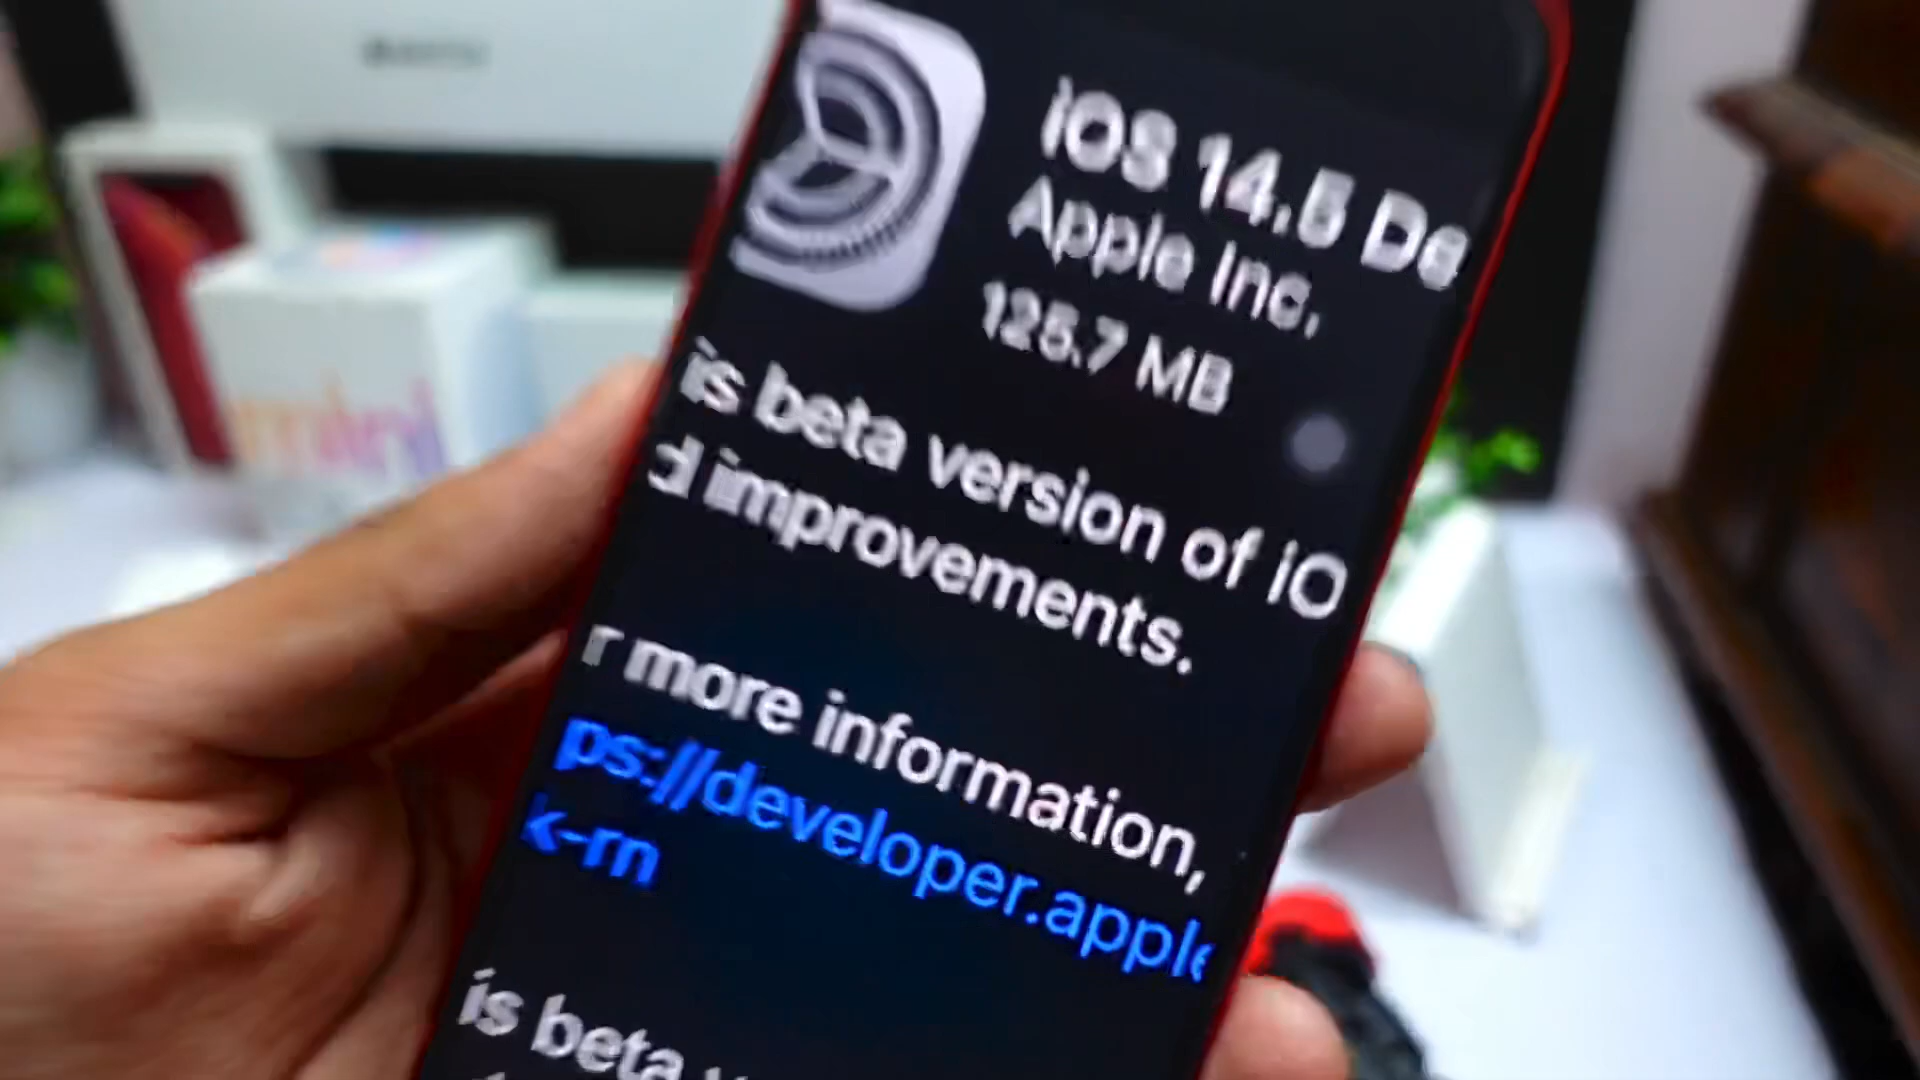 mini
iOS 14.5 De
Apple Inc.
125.7 MB
is beta version of iO
d improvements.
r more information,
ps://developer.apple
k-rn
is beta